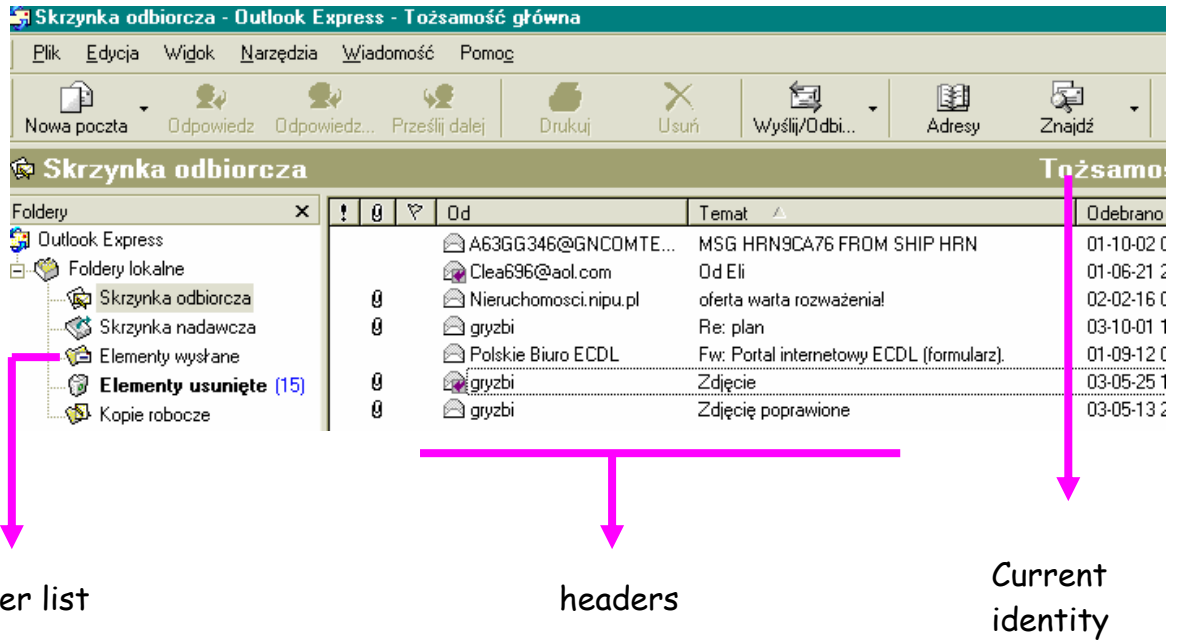 Skrzynka odbiorcza - Outlook Express - Tożsamość główna
Plik Edycja Widok Narzędzia Wiadomość Pomoc
Nowa poczta Odpowiedz Odpowiedz... Prześlij dalej Drukuj Usuń Wyślij/Odbi... Adresy Znajdź
Skrzynka odbiorcza Tożsamoś
Foldery × ! Od Temat Odebrano
Outlook Express A63GG346@GNCOMTE... MSG HRN9CA76 FROM SHIP HRN 01-10-02
Foldery lokalne Clea696@aol.com Od Eli 01-06-21 2
Skrzynka odbiorcza Nieruchomosci.nipu.pl oferta warta rozważenia! 02-02-16
Skrzynka nadawcza gryzbi Re: plan 03-10-01 1
Elementy wysłane Polskie Biuro ECDL Fw: Portal internetowy ECDL (formularz). 01-09-12
Elementy usunięte (15) gryzbi Zdjęcie 03-05-25 1
Kopie robocze gryzbi Zdjęcię poprawione 03-05-13 2
er list headers Current
identity